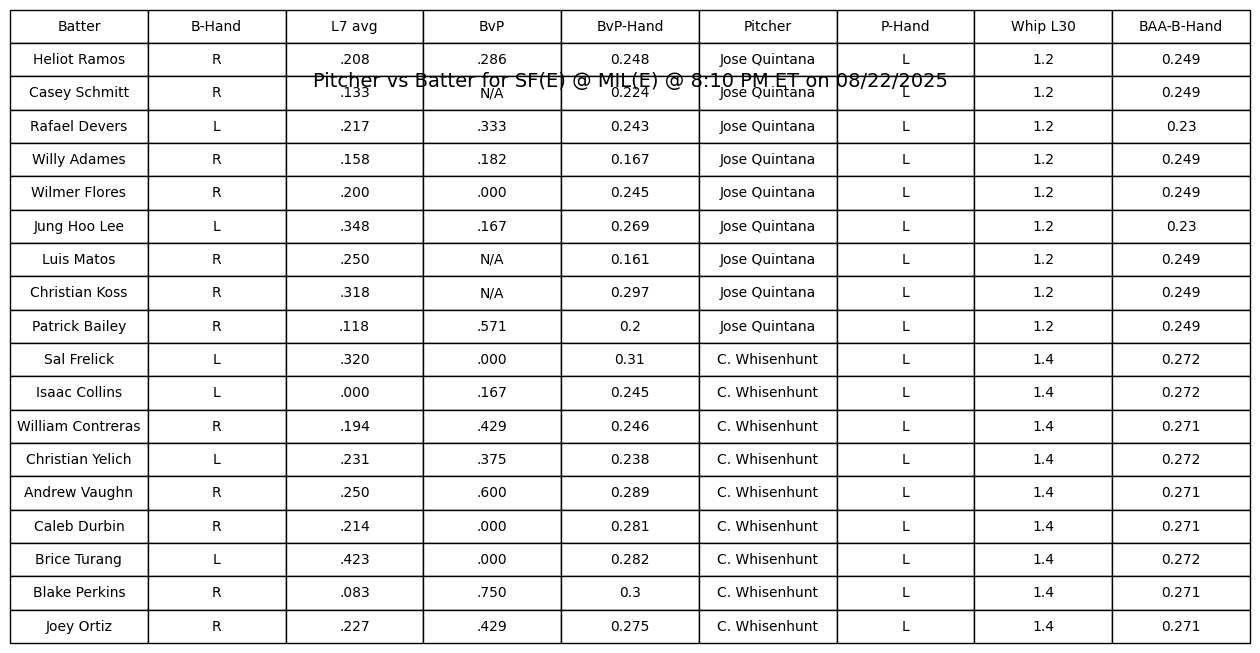 Batter B-Hand L7 avg BvP BvP-Hand Pitcher P-Hand Whip L30 BAA-B-Hand
Heliot Ramos R .208 .286 0.248 Jose Quintana L 1.2 0.249
Pitcher vs Batter for SF(E) @ MIL(E) @ 8:10 PM ET on 08/22/2025
Casey Schmitt R .133 N/A 0.224 Jose Quintana L 1.2 0.249
Rafael Devers L .217 .333 0.243 Jose Quintana L 1.2 0.23
Willy Adames R .158 .182 0.167 Jose Quintana L 1.2 0.249
Wilmer Flores R .200 .000 0.245 Jose Quintana L 1.2 0.249
Jung Hoo Lee L .348 .167 0.269 Jose Quintana L 1.2 0.23
Luis Matos R .250 N/A 0.161 Jose Quintana L 1.2 0.249
Christian Koss R .318 N/A 0.297 Jose Quintana L 1.2 0.249
Patrick Bailey R .118 .571 0.2 Jose Quintana L 1.2 0.249
Sal Frelick L .320 .000 0.31 C. Whisenhunt L 1.4 0.272
Isaac Collins L .000 .167 0.245 C. Whisenhunt L 1.4 0.272
William Contreras R .194 .429 0.246 C. Whisenhunt L 1.4 0.271
Christian Yelich L .231 .375 0.238 C. Whisenhunt L 1.4 0.272
Andrew Vaughn R .250 .600 0.289 C. Whisenhunt L 1.4 0.271
Caleb Durbin R .214 .000 0.281 C. Whisenhunt L 1.4 0.271
Brice Turang L .423 .000 0.282 C. Whisenhunt L 1.4 0.272
Blake Perkins R .083 .750 0.3 C. Whisenhunt L 1.4 0.271
Joey Ortiz R .227 .429 0.275 C. Whisenhunt L 1.4 0.271